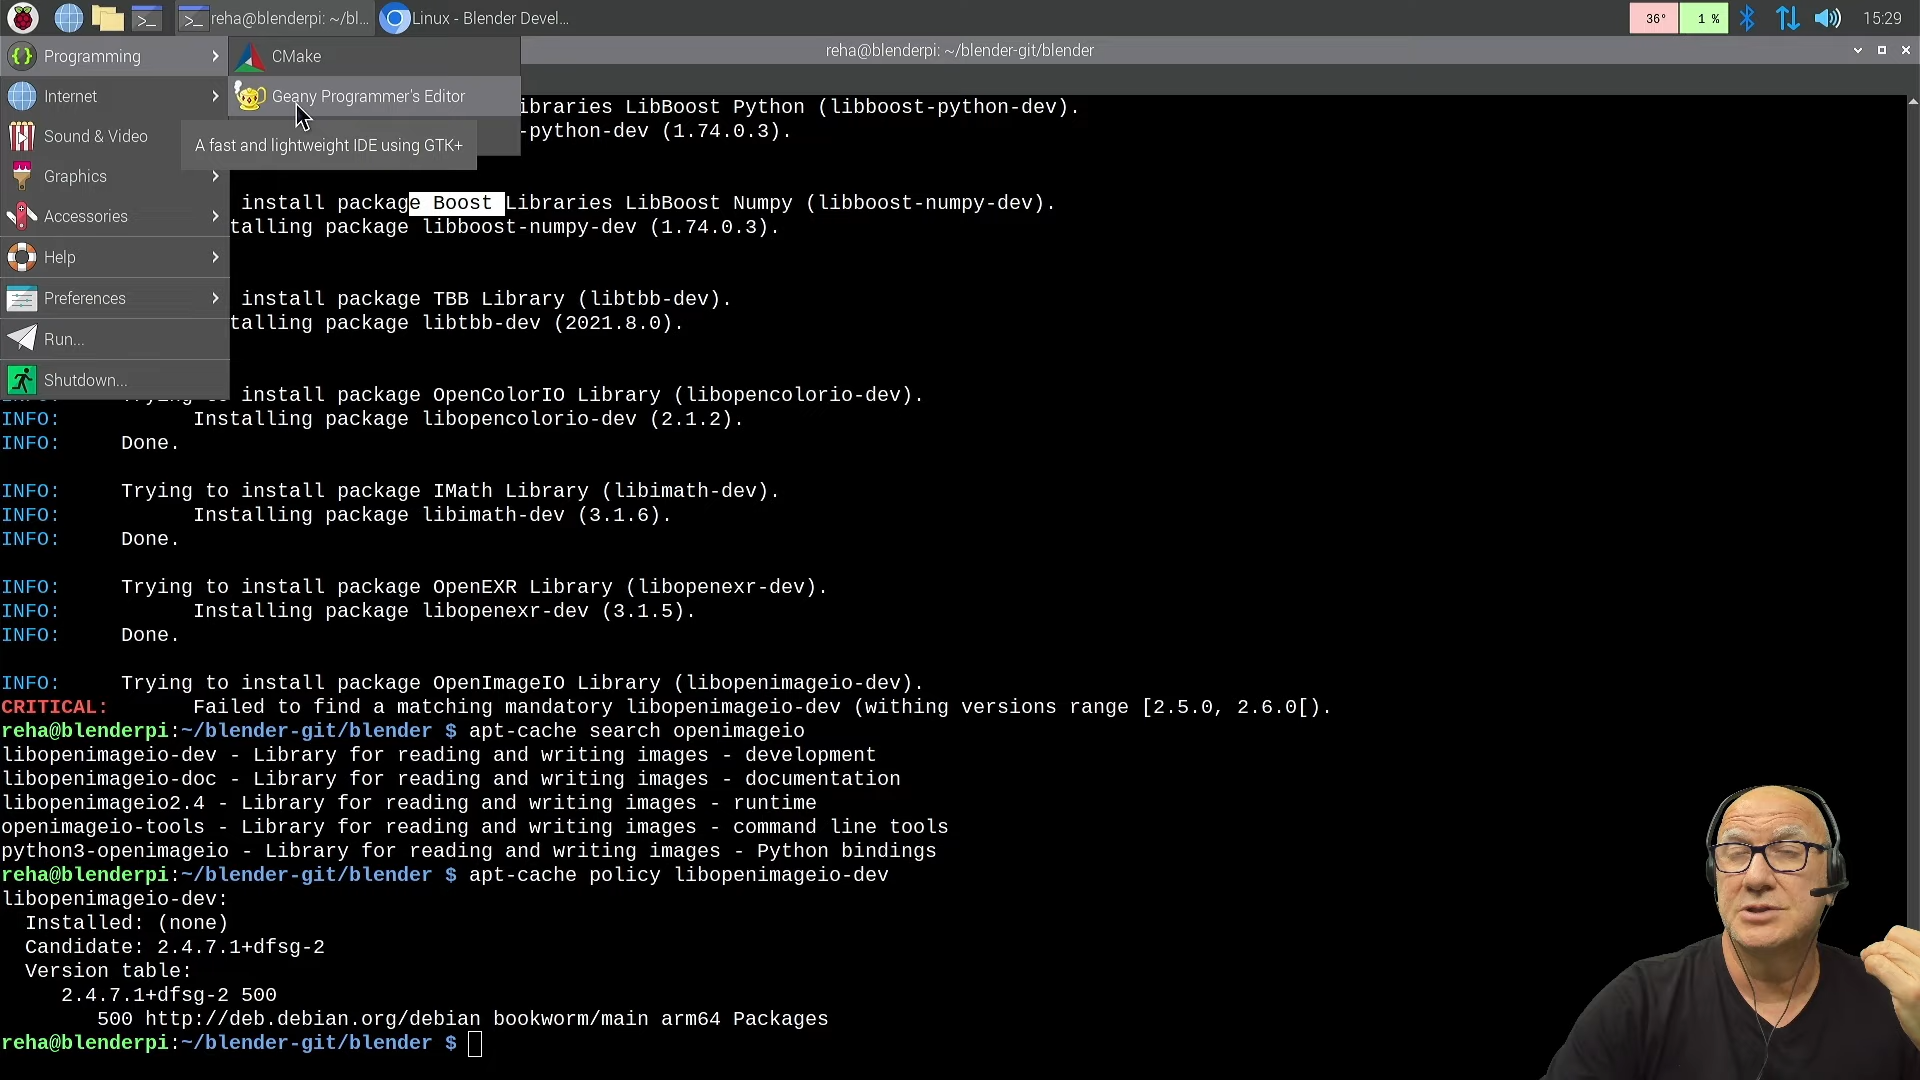 reha@blenderpi: ~/bl...
Linux - Blender Devel...
36°
1 %
15:29
reha@blenderpi: ~/blender-git/blender
Programming
Internet
Sound & Video
Graphics
Accessories
Help
Preferences
Run...
Shutdown...
CMake
Geany Programmer's Editor
A fast and lightweight IDE using GTK+
ibraries LibBoost Python (libboost-python-dev).
-python-dev (1.74.0.3).
install package Boost Libraries LibBoost Numpy (libboost-numpy-dev).
talling package libboost-numpy-dev (1.74.0.3).
install package TBB Library (libtbb-dev).
talling package libtbb-dev (2021.8.0).
install package OpenColorIO Library (libopencolorio-dev).
INFO: Installing package libopencolorio-dev (2.1.2).
INFO: Done.
INFO: Trying to install package IMath Library (libimath-dev).
INFO: Installing package libimath-dev (3.1.6).
INFO: Done.
INFO: Trying to install package OpenEXR Library (libopenexr-dev).
INFO: Installing package libopenexr-dev (3.1.5).
INFO: Done.
INFO: Trying to install package OpenImageIO Library (libopenimageio-dev).
CRITICAL: Failed to find a matching mandatory libopenimageio-dev (withing versions range [2.5.0, 2.6.0[).
reha@blenderpi:~/blender-git/blender $ apt-cache search openimageio
libopenimageio-dev - Library for reading and writing images - development
libopenimageio-doc - Library for reading and writing images - documentation
libopenimageio2.4 - Library for reading and writing images - runtime
openimageio-tools - Library for reading and writing images - command line tools
python3-openimageio - Library for reading and writing images - Python bindings
reha@blenderpi:~/blender-git/blender $ apt-cache policy libopenimageio-dev
libopenimageio-dev:
Installed: (none)
Candidate: 2.4.7.1+dfsg-2
Version table:
2.4.7.1+dfsg-2 500
500 http://deb.debian.org/debian bookworm/main arm64 Packages
reha@blenderpi:~/blender-git/blender $